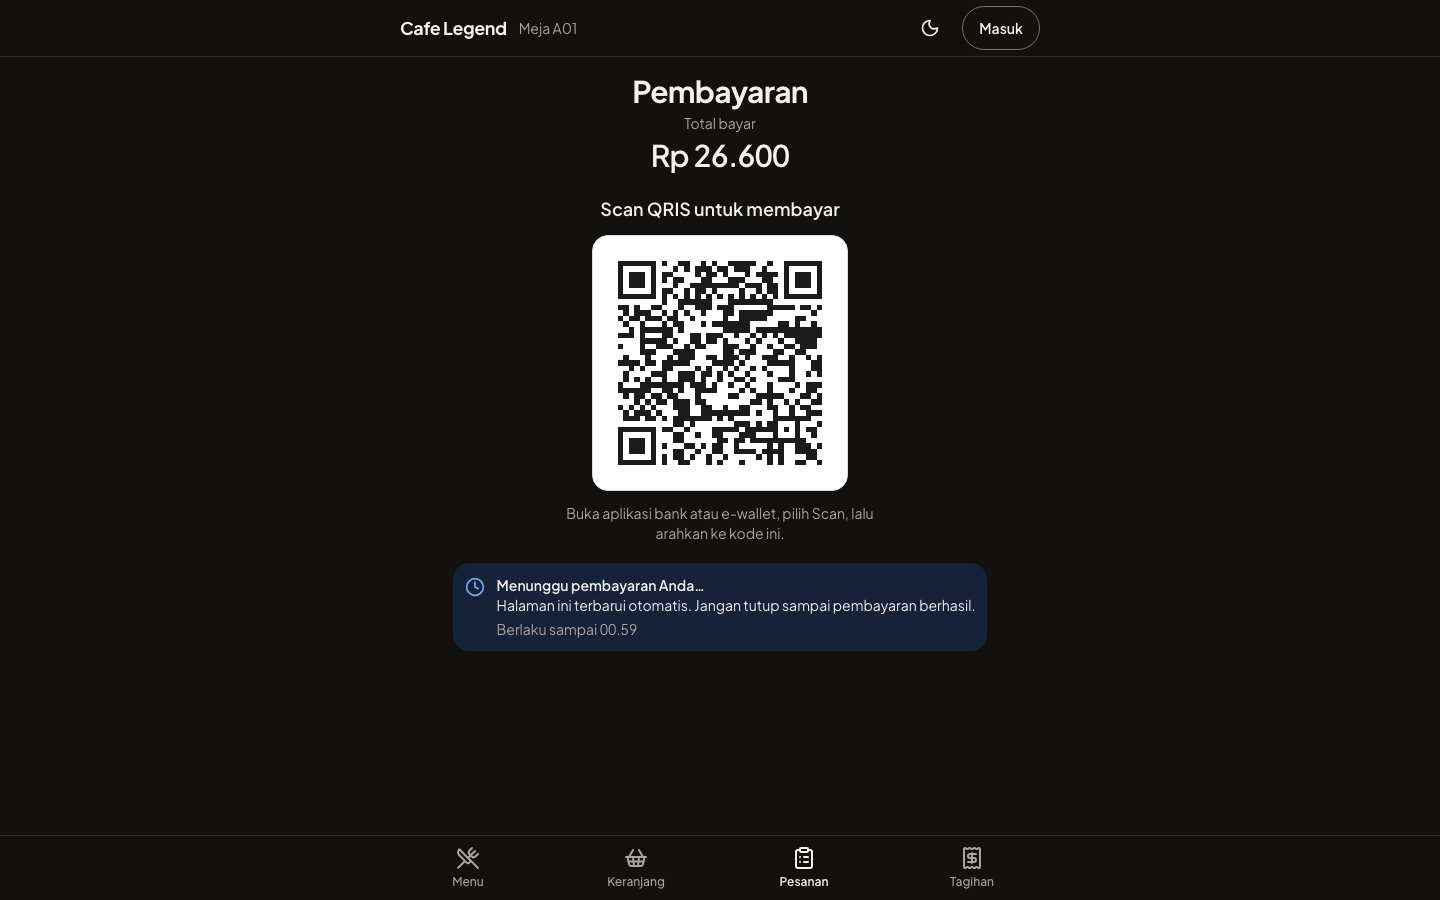 Cafe Legend Meja A01
Masuk
Pembayaran
Total bayar
Rp 26.600
Scan QRIS untuk membayar
Buka aplikasi bank atau e-wallet, pilih Scan, lalu
arahkan ke kode ini.
Menunggu pembayaran Anda…
Halaman ini terbarui otomatis. Jangan tutup sampai pembayaran berhasil.
Berlaku sampai 00.59
Menu
Keranjang
Pesanan
Tagihan